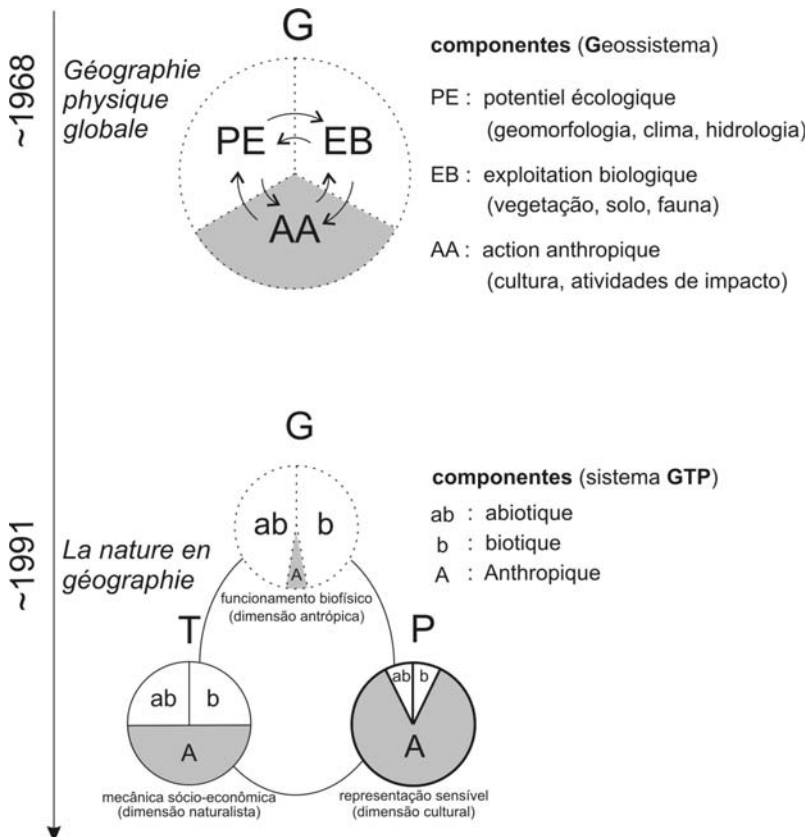 ~1968
Géographie
physique
globale
G
PE
EB
AA
componentes (Geossistema)
PE : potentiel écologique
(geomorfologia, clima, hidrologia)
EB : exploitation biologique
(vegetação, solo, fauna)
AA : action anthropique
(cultura, atividades de impacto)
~1991
La nature en
géographie
G
ab b
A
funcionamento biofísico
(dimensão antrópica)
componentes (sistema GTP)
ab : abiotique
b : biotique
A : Anthropique
T
ab b
A
mecânica sócio-econômica
(dimensão naturalista)
P
ab b
A
representação sensível
(dimensão cultural)